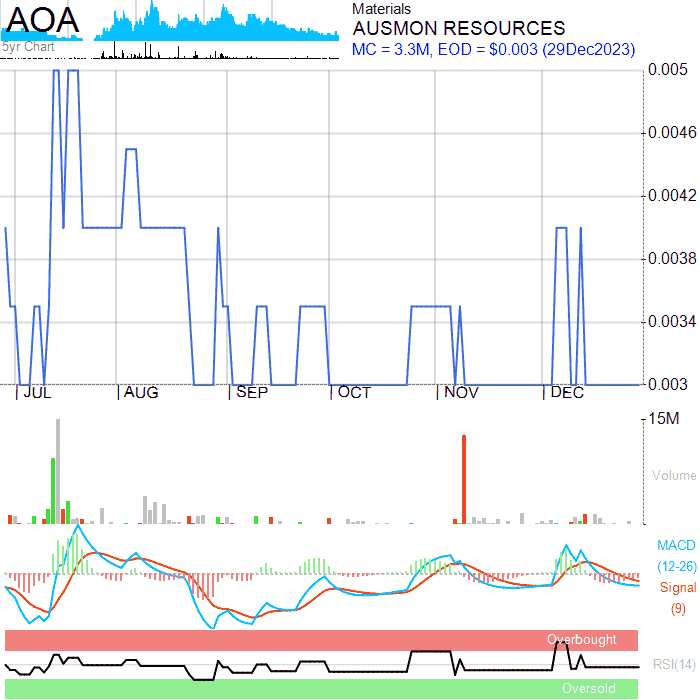 AOA
5yr Chart
Materials
AUSMON RESOURCES
MC = 3.3M, EOD = $0.003 (29Dec2023)
0.005
0.0046
0.0042
0.0038
0.0034
0.003
JUL AUG SEP OCT NOV DEC
15M
Volume
MACD
(12-26)
Signal
(9)
Overbought
RSI(14)
Oversold